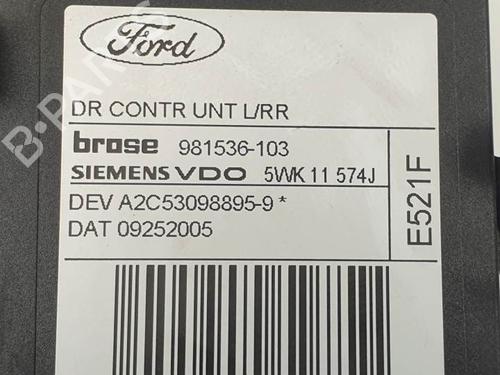 Ford
DR CONTR UNT L/RR
brose 981536-103
SIEMENS VDO 5WK 11 574J
DEV A2C53098895-9 *
DAT 09252005
E521F
B-PARTS